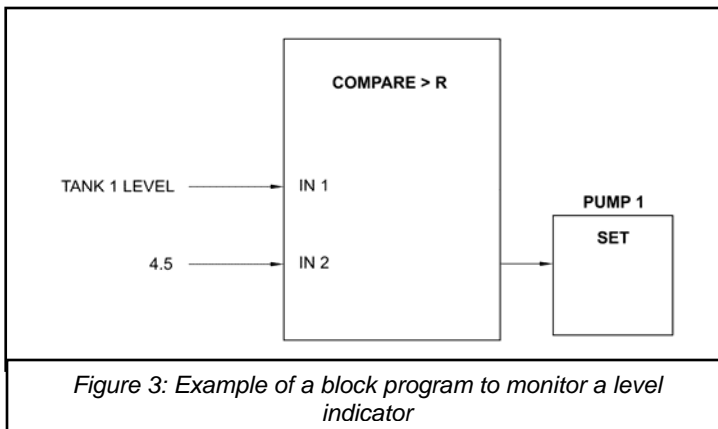 COMPARE > R
TANK 1 LEVEL
IN 1
PUMP 1
SET
4.5
IN 2
Figure 3: Example of a block program to monitor a level
indicator